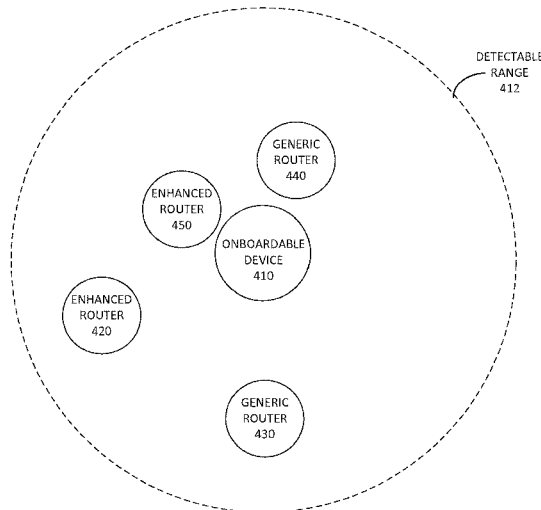 DETECTABLE
RANGE
412
GENERIC
ROUTER
440
ENHANCED
ROUTER
450
ONBOARDABLE
DEVICE
410
ENHANCED
ROUTER
420
GENERIC
ROUTER
430